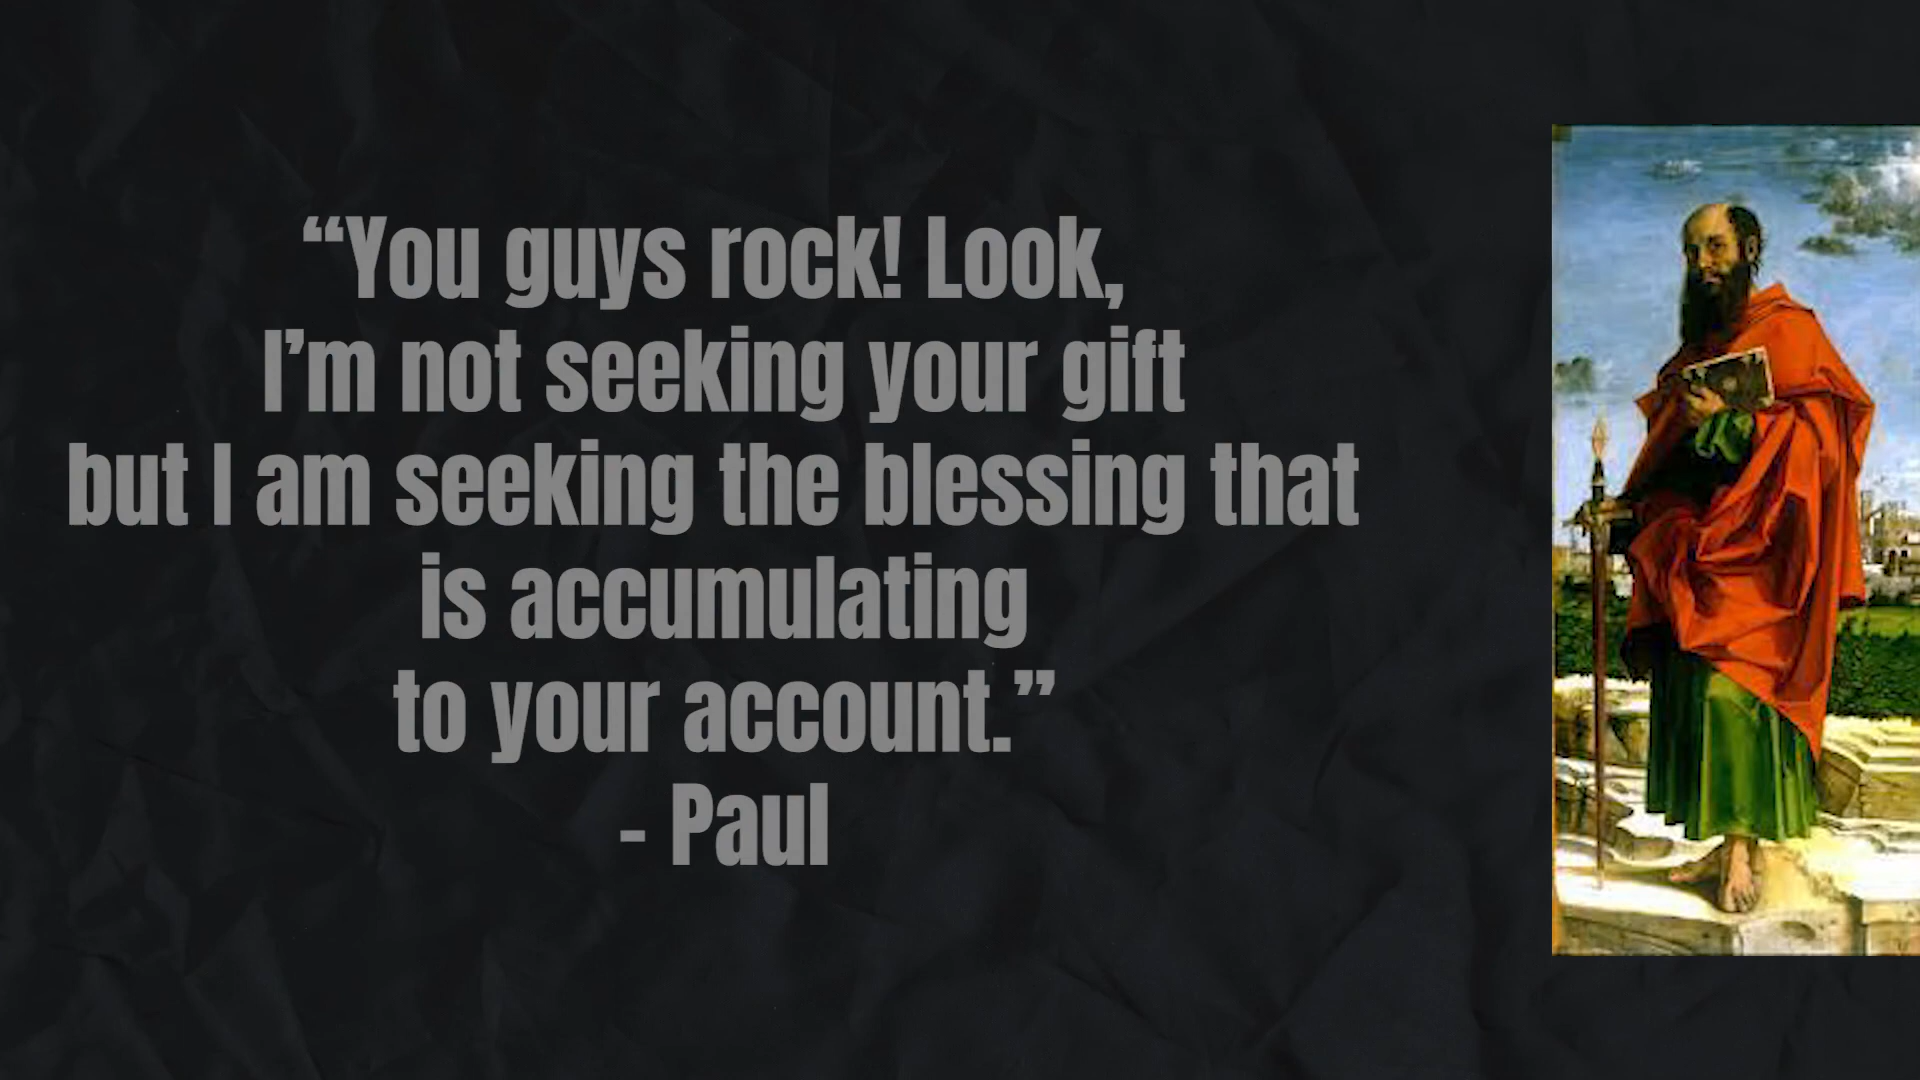 “You guys rock! Look,
I’m not seeking your gift
but I am seeking the blessing that
is accumulating
to your account.”
- Paul